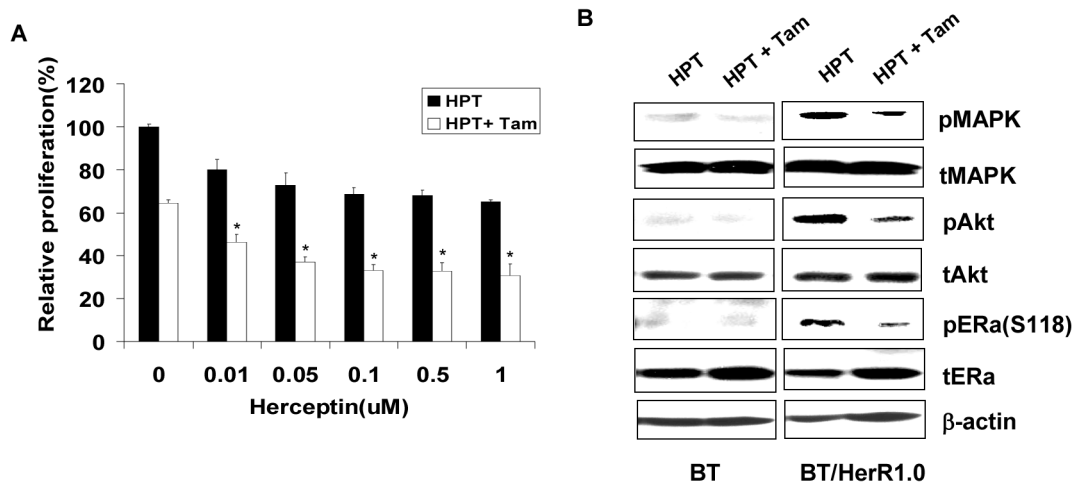 A
Relative proliferation(%)
120
100
80
60
40
20
0
HPT
HPT+ Tam
*
*
*
*
*
0 0.01 0.05 0.1 0.5 1
Herceptin(uM)
B
HPT HPT + Tam HPT HPT + Tam
pMAPK
tMAPK
pAkt
tAkt
pERa(S118)
tERa
β-actin
BT BT/HerR1.0